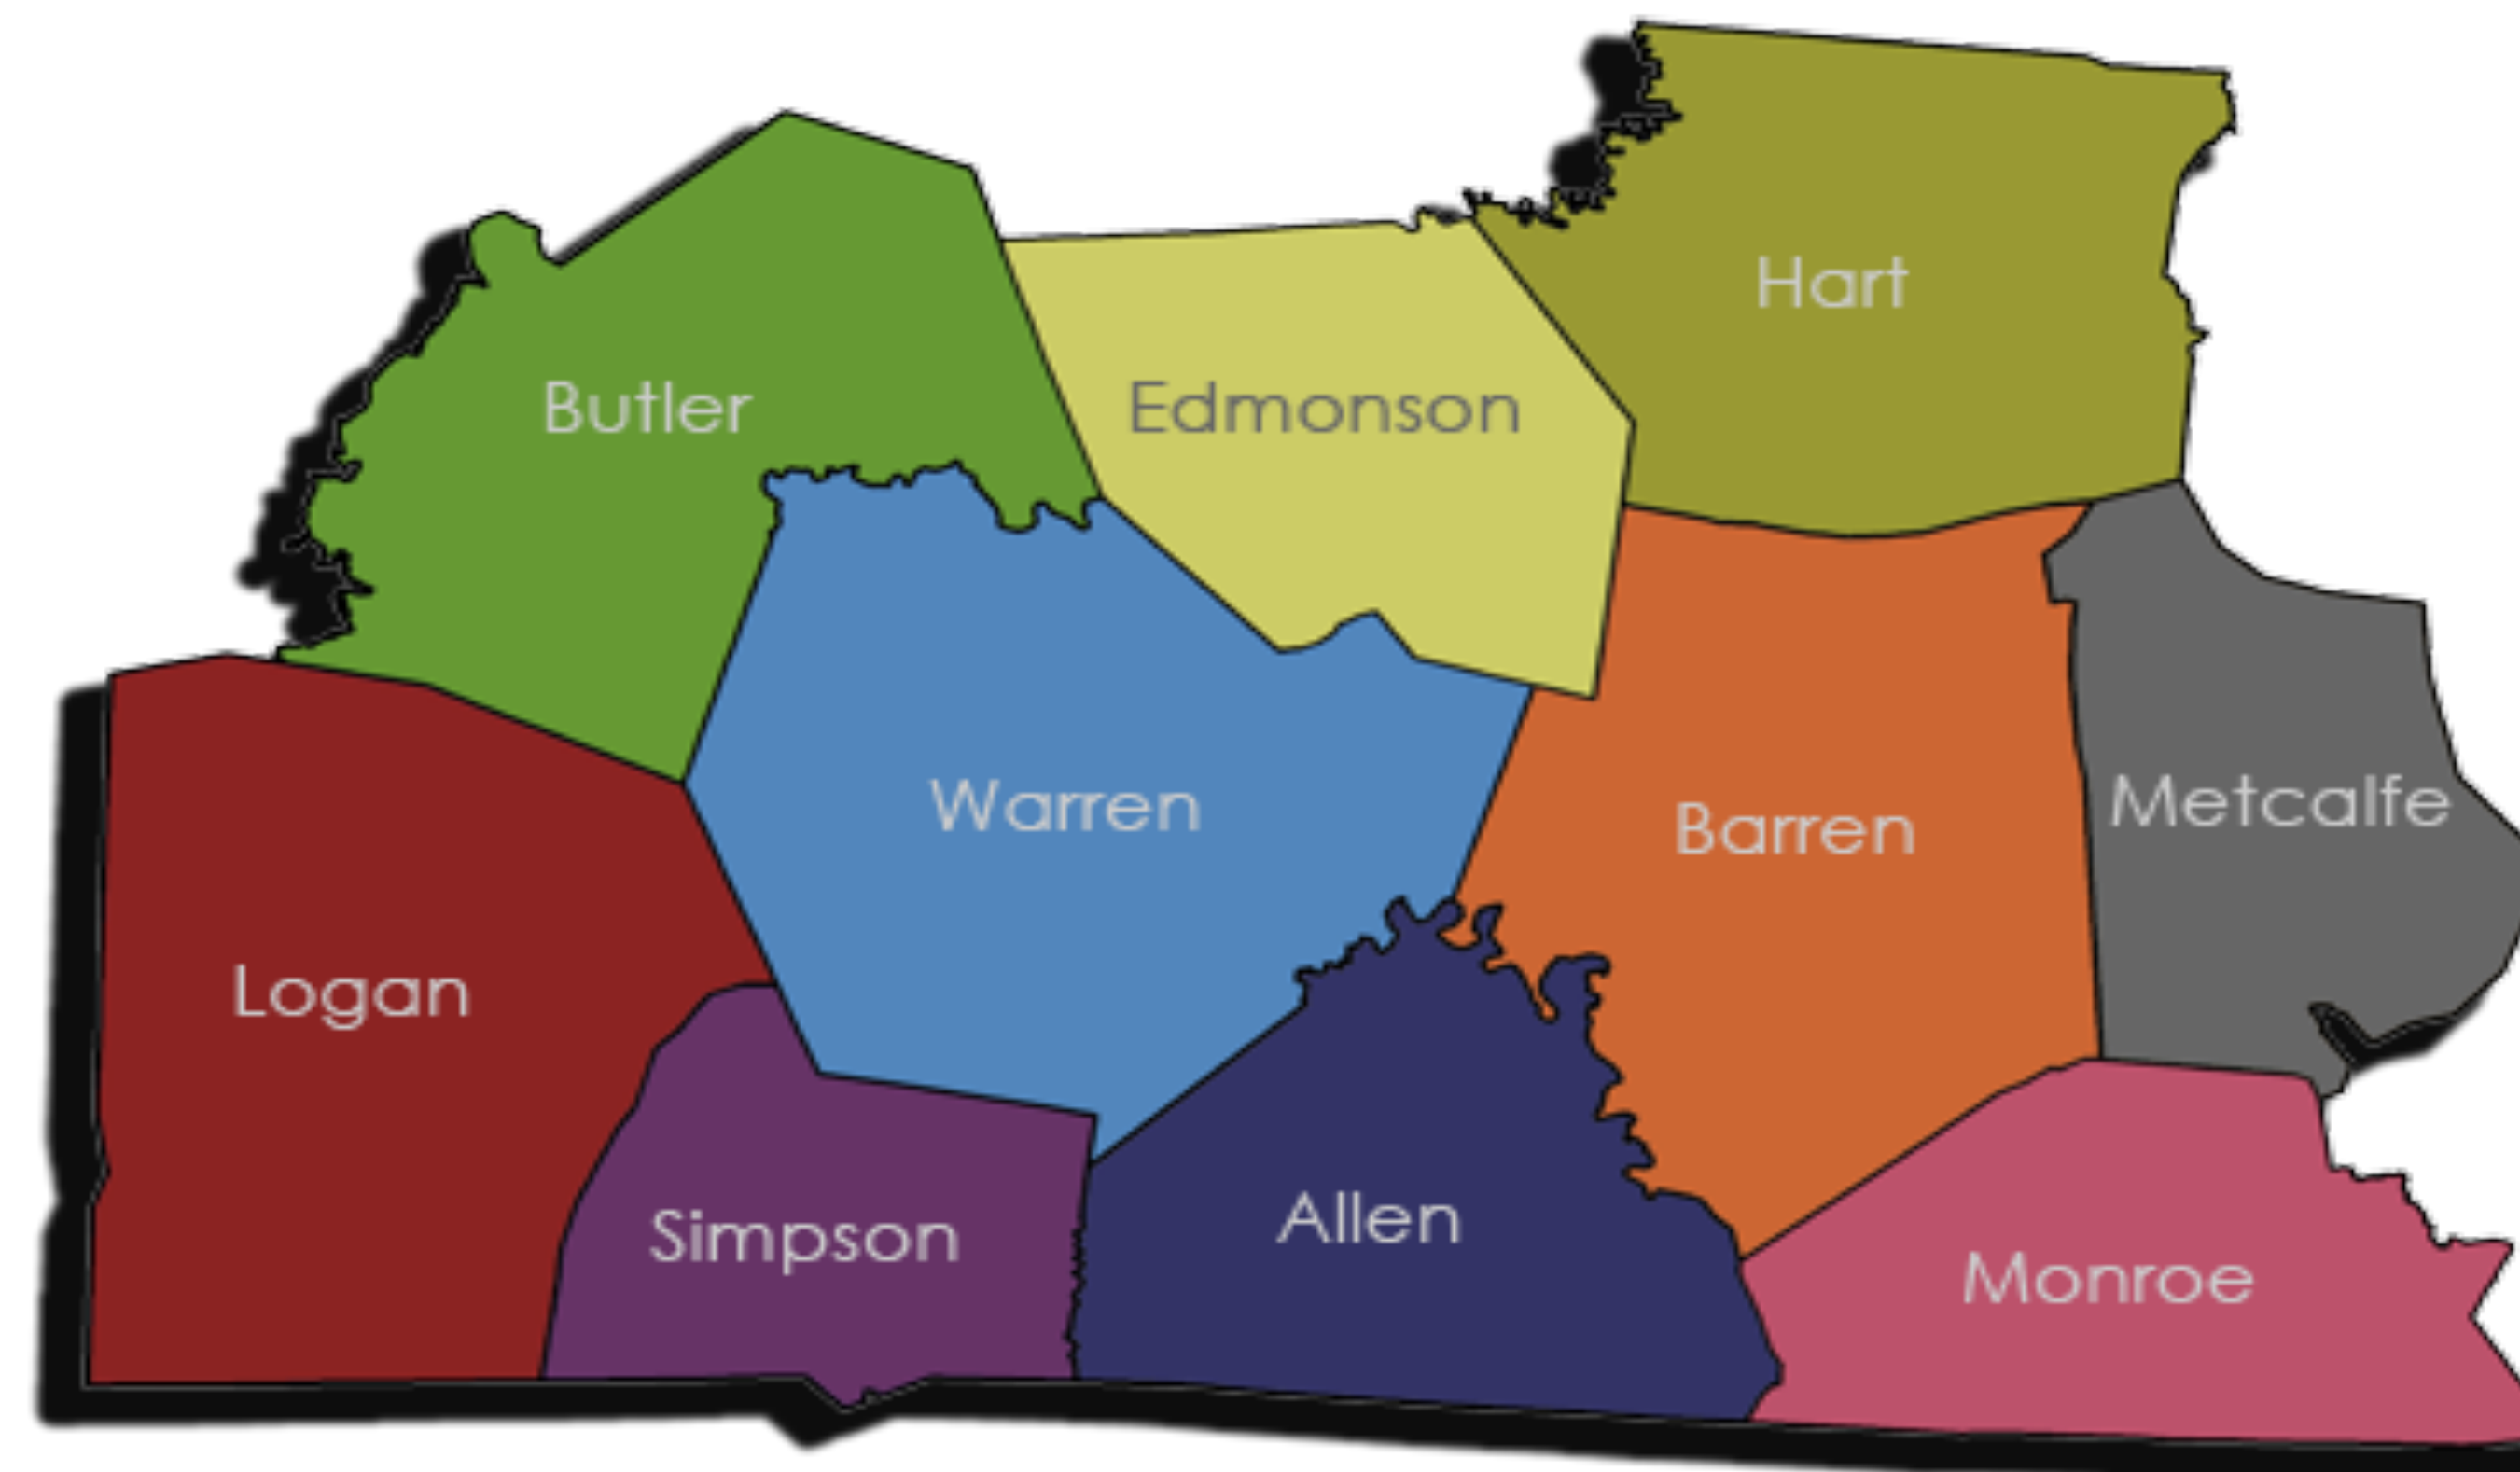 Hart
Butler
Edmonson
Warren
Barren
Metcalfe
Logan
Simpson
Allen
Monroe